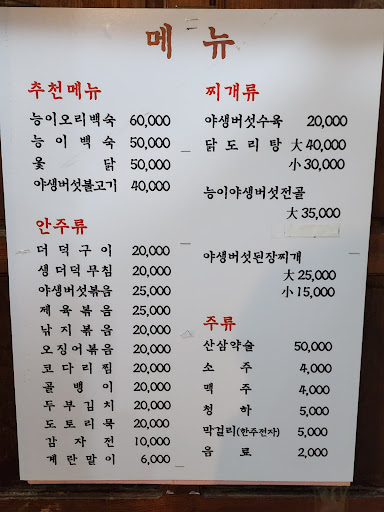 메뉴
추천메뉴
능이오리백숙 60,000
능이백숙 50,000
옻닭 50,000
야생버섯불고기 40,000
안주류
더덕구이 20,000
생더덕무침 20,000
야생버섯볶음 25,000
제육볶음 25,000
낚지볶음 20,000
오징어볶음 20,000
코다리찜 20,000
골뱅이 20,000
두부김치 20,000
도토리묵 20,000
감자전 10,000
계란말이 6,000
찌개류
야생버섯수육 20,000
닭도리탕 大 40,000
小 30,000
능이야생버섯전골
大 35,000
야생버섯된장찌개
大 25,000
小 15,000
주류
산삼약술 50,000
소주 4,000
맥주 4,000
청하 5,000
막걸리(한주전자) 5,000
음료 2,000